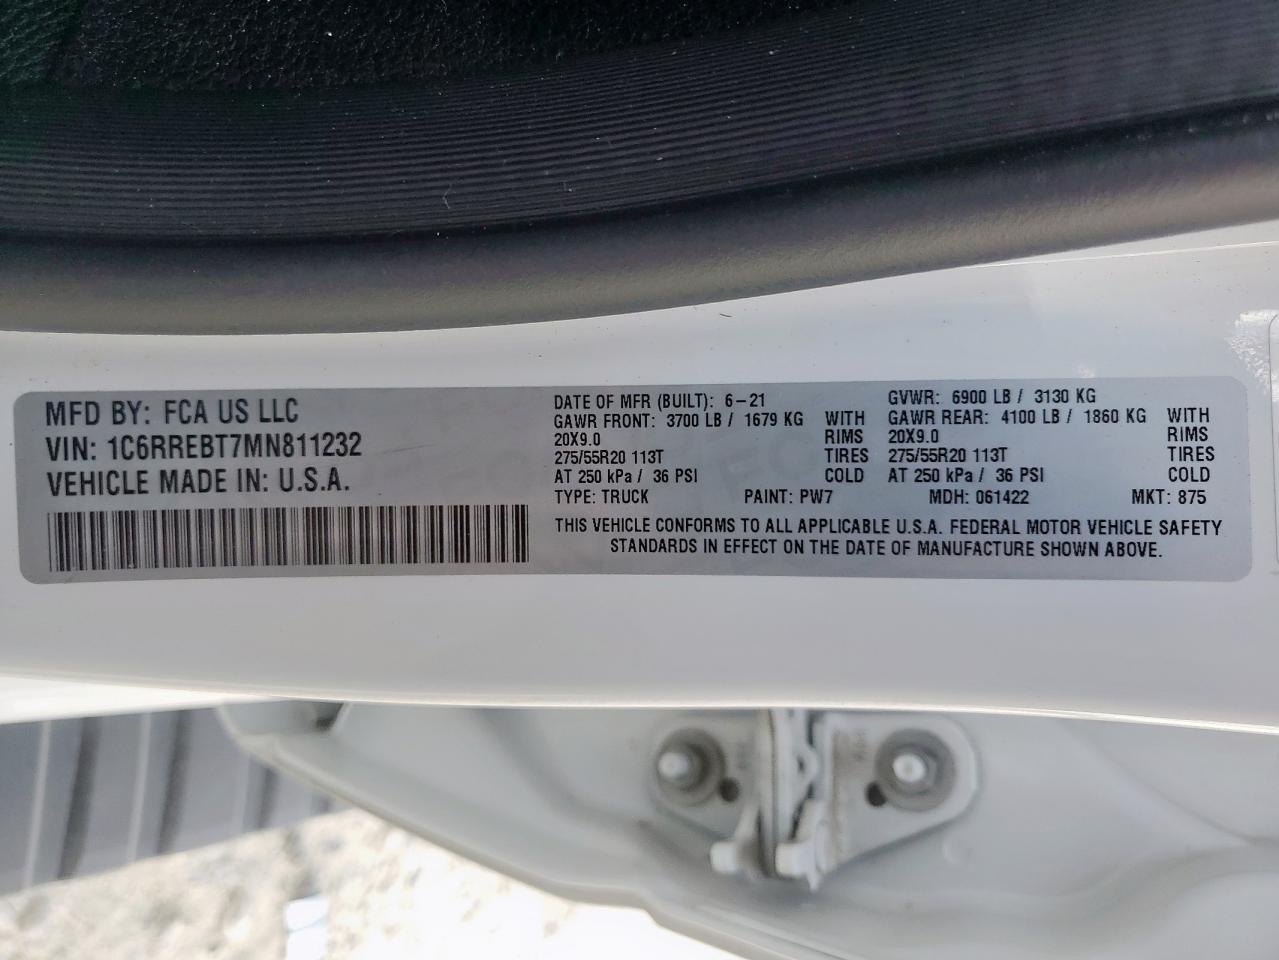 MFD BY: FCA US LLC
VIN: 1C6RREBT7MN811232
VEHICLE MADE IN: U.S.A.
DATE OF MFR (BUILT): 6-21 GVWR: 6900 LB / 3130 KG
GAWR FRONT: 3700 LB / 1679 KG WITH GAWR REAR: 4100 LB / 1860 KG WITH
20X9.0 RIMS 20X9.0 RIMS
275/55R20 113T TIRES 275/55R20 113T TIRES
AT 250 kPa / 36 PSI COLD AT 250 kPa / 36 PSI COLD
TYPE: TRUCK PAINT: PW7 MDH: 061422 MKT: 875
THIS VEHICLE CONFORMS TO ALL APPLICABLE U.S.A. FEDERAL MOTOR VEHICLE SAFETY
STANDARDS IN EFFECT ON THE DATE OF MANUFACTURE SHOWN ABOVE.